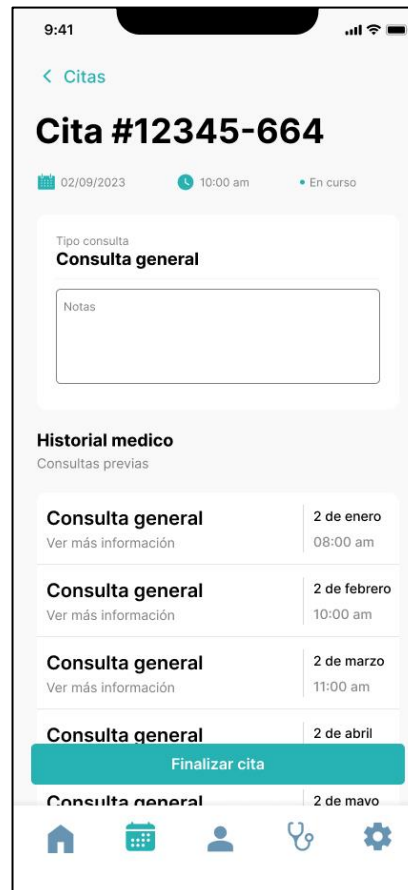 9:41
Citas
Cita #12345-664
02/09/2023 10:00 am • En curso
Tipo consulta
Consulta general
Notas
Historial medico
Consultas previas
Consulta general 2 de enero
Ver más información 08:00 am
Consulta general 2 de febrero
Ver más información 10:00 am
Consulta general 2 de marzo
Ver más información 11:00 am
Consulta general 2 de abril
Finalizar cita
Consulta general 2 de mayo